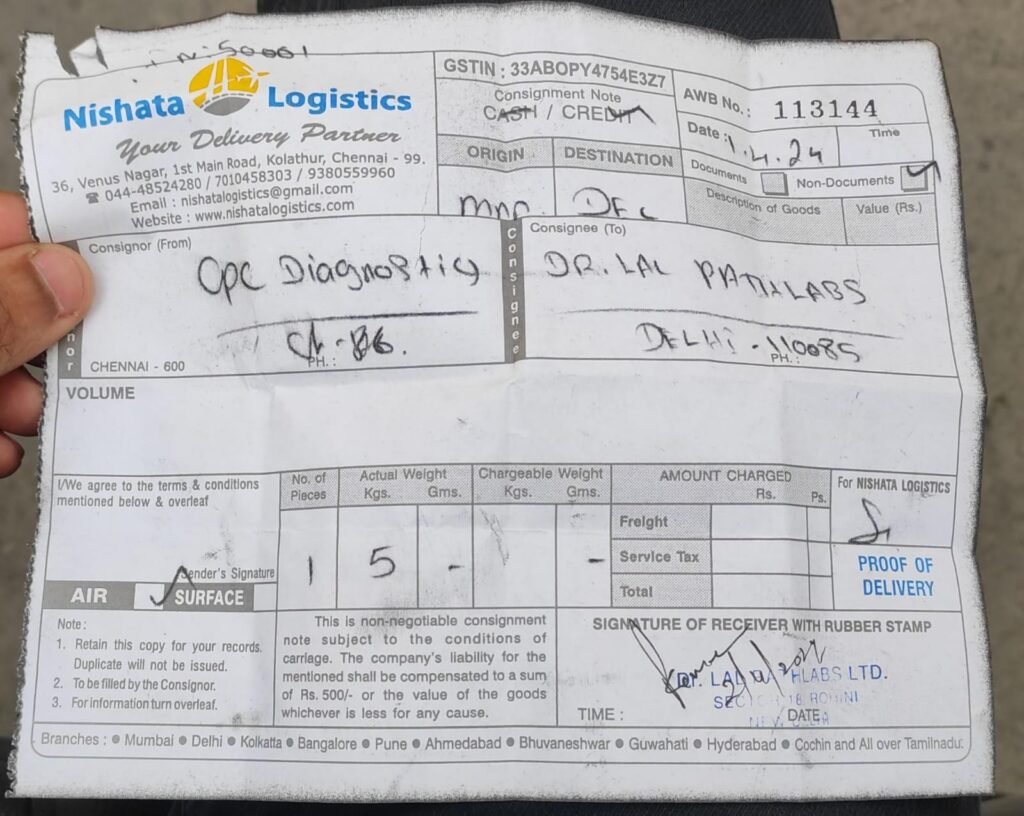 50001
Nishata Logistics
Your Delivery Partner
36, Venus Nagar, 1st Main Road, Kolathur, Chennai - 99.
☎ 044-48524280 / 7010458303 / 9380559960
Email : nishatalogistics@gmail.com
Website : www.nishatalogistics.com
GSTIN : 33ABOPY4754E3Z7
Consignment Note
CASH / CREDIT
ORIGIN DESTINATION
AWB No.: 113144
Date : 1.4.24 Time
Documents Non-Documents
Description of Goods Value (Rs.)
Consignor (From)
CPC Diagnostics
Ch-86.
CHENNAI - 600 PH.:
Consignee
Consignee (To)
DR. LAL PATHLABS
DELHi - 110085
PH.:
VOLUME
I/We agree to the terms & conditions
mentioned below & overleaf
Sender's Signature
AIR SURFACE
No. of Pieces
1
Actual Weight
Kgs. Gms.
5 -
Chargeable Weight
Kgs. Gms.
-
AMOUNT CHARGED
Rs. Ps.
Freight
Service Tax
Total
For NISHATA LOGISTICS
PROOF OF
DELIVERY
Note :
1. Retain this copy for your records.
Duplicate will not be issued.
2. To be filled by the Consignor.
3. For information turn overleaf.
This is non-negotiable consignment
note subject to the conditions of
carriage. The company's liability for the
mentioned shall be compensated to a sum
of Rs. 500/- or the value of the goods
whichever is less for any cause.
SIGNATURE OF RECEIVER WITH RUBBER STAMP
DR. LAL PATHLABS LTD.
SECTOR 18, ROHINI
TIME : DATE :
Branches : ● Mumbai ● Delhi ● Kolkatta ● Bangalore ● Pune ● Ahmedabad ● Bhuvaneshwar ● Guwahati ● Hyderabad ● Cochin and All over Tamilnadu.